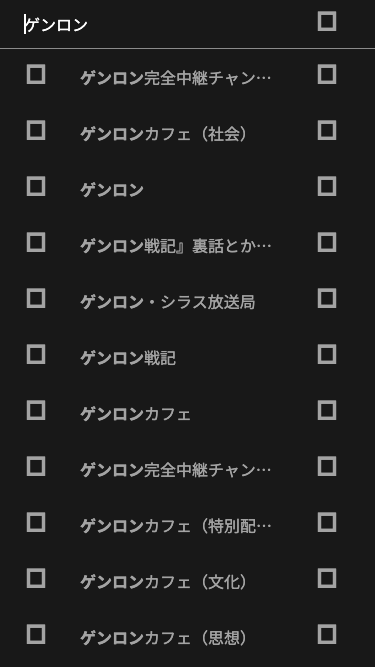 ゲンロン
ゲンロン完全中継チャン…
ゲンロンカフェ（社会）
ゲンロン
ゲンロン戦記』裏話とか…
ゲンロン・シラス放送局
ゲンロン戦記
ゲンロンカフェ
ゲンロン完全中継チャン…
ゲンロンカフェ（特別配…
ゲンロンカフェ（文化）
ゲンロンカフェ（思想）